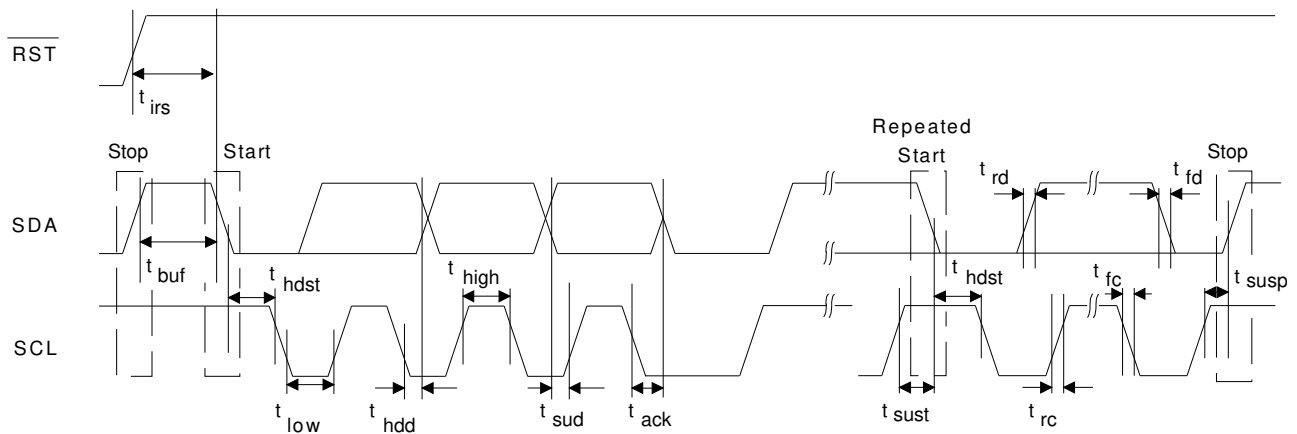 RST
t irs
Repeated
Stop Start Start Stop
t rd t fd
SDA
t buf t hdst t high t hdst t fc t susp
SCL
t low t hdd t sud t ack t sust t rc